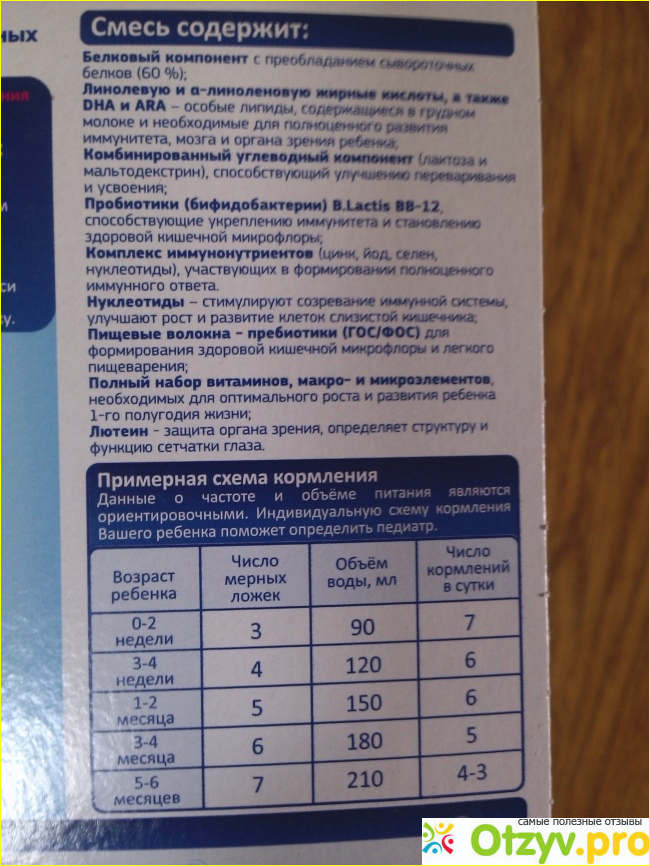 ных
ния
м
си
ку.
Смесь содержит:
Белковый компонент с преобладанием сывороточных
белков (60 %);
Линолевую и α-линоленовую жирные кислоты, а также
DHA и ARA – особые липиды, содержащиеся в грудном
молоке и необходимые для полноценного развития
иммунитета, мозга и органа зрения ребенка;
Комбинированный углеводный компонент (лактоза и
мальтодекстрин), способствующий улучшению переваривания
и усвоения;
Пробиотики (бифидобактерии) B.Lactis BB-12,
способствующие укреплению иммунитета и становлению
здоровой кишечной микрофлоры;
Комплекс иммунонутриентов (цинк, йод, селен,
нуклеотиды), участвующих в формировании полноценного
иммунного ответа.
Нуклеотиды – стимулируют созревание иммунной системы,
улучшают рост и развитие клеток слизистой кишечника;
Пищевые волокна - пребиотики (ГОС/ФОС) для
формирования здоровой кишечной микрофлоры и легкого
пищеварения;
Полный набор витаминов, макро- и микроэлементов,
необходимых для оптимального роста и развития ребенка
1-го полугодия жизни;
Лютеин - защита органа зрения, определяет структуру и
функцию сетчатки глаза.
Примерная схема кормления
Данные о частоте и объёме питания являются
ориентировочными. Индивидуальную схему кормления
Вашего ребенка поможет определить педиатр.
Возраст ребенка Число мерных ложек Объём воды, мл Число кормлений в сутки
0-2 недели 3 90 7
3-4 недели 4 120 6
1-2 месяца 5 150 6
3-4 месяца 6 180 5
5-6 месяцев 7 210 4-3
самые полезные отзывы
Otzyv.pro